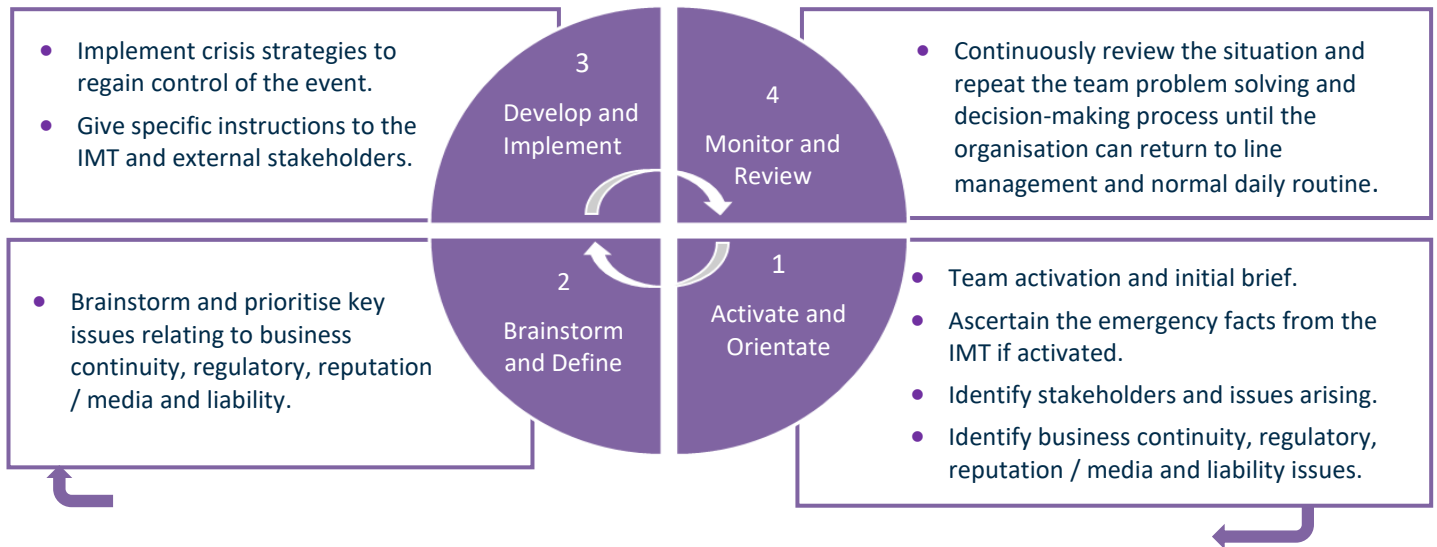 • Implement crisis strategies to
regain control of the event.
• Give specific instructions to the
IMT and external stakeholders.
3
Develop and
Implement
4
Monitor and
Review
• Continuously review the situation and
repeat the team problem solving and
decision-making process until the
organisation can return to line
management and normal daily routine.
• Brainstorm and prioritise key
issues relating to business
continuity, regulatory, reputation
/ media and liability.
2
Brainstorm
and Define
1
Activate and
Orientate
• Team activation and initial brief.
• Ascertain the emergency facts from the
IMT if activated.
• Identify stakeholders and issues arising.
• Identify business continuity, regulatory,
reputation / media and liability issues.